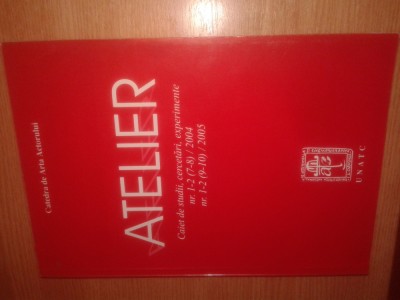 Catedra de Arta Actorului
ATELIER
Caiet de studii, cercetări, experimente
nr. 1-2 (7-8) / 2004
nr. 1-2 (9-10) / 2005
UNATC